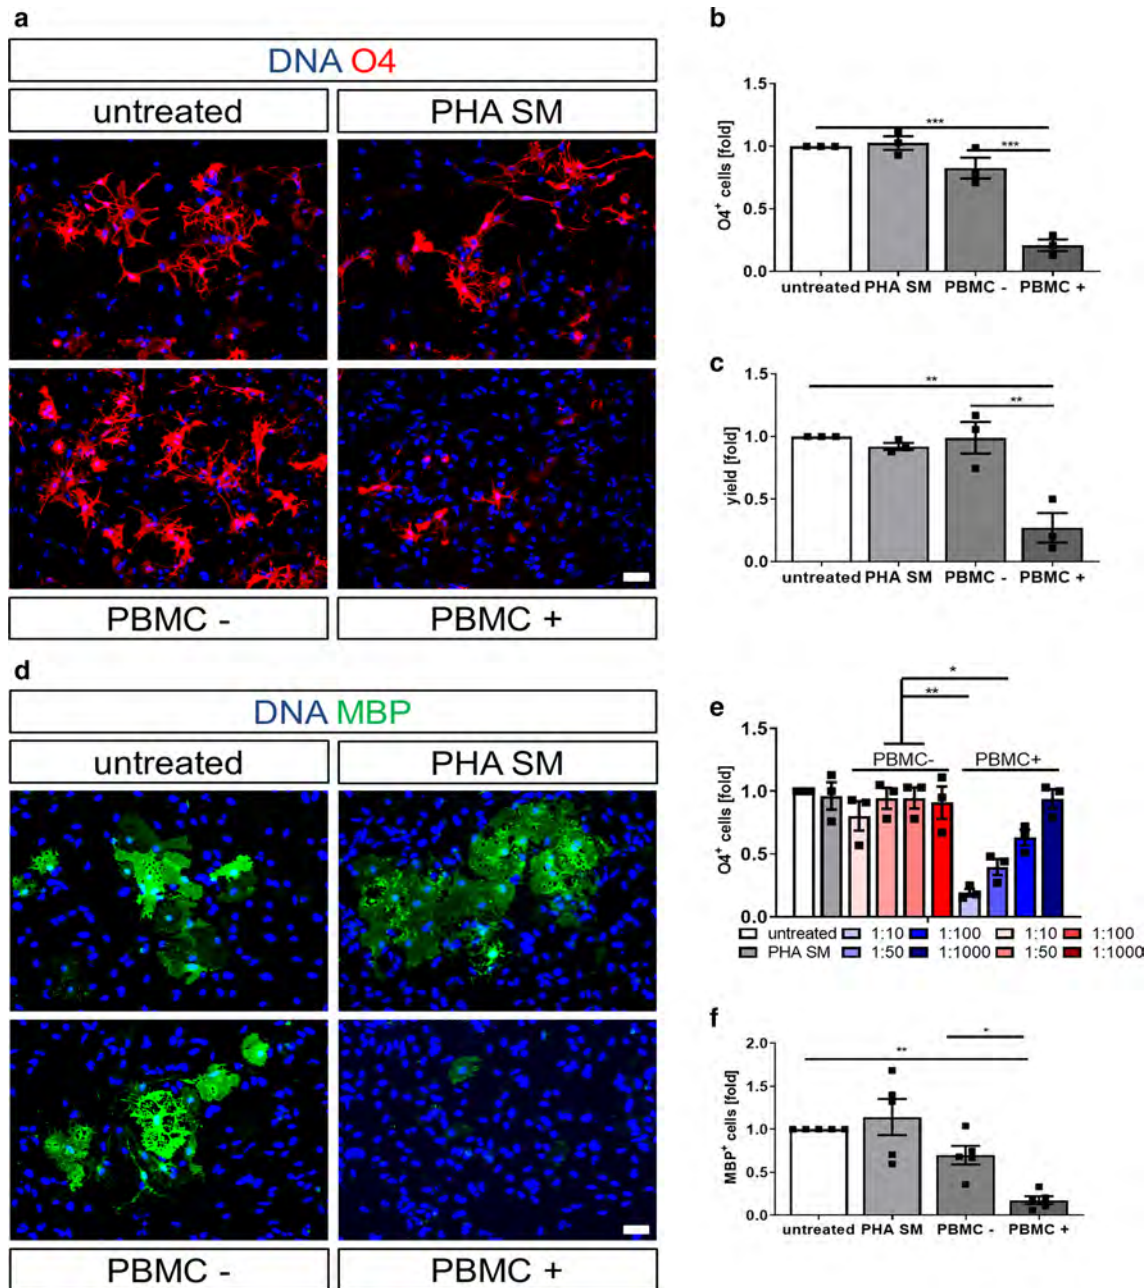 a
DNA O4
untreated PHA SM
PBMC - PBMC +
b
O4+ cells [fold]
1.5
1.0
0.5
0.0
*** 
***
untreated PHA SM PBMC - PBMC +
c
yield [fold]
1.5
1.0
0.5
0.0
**
**
untreated PHA SM PBMC - PBMC +
d
DNA MBP
untreated PHA SM
PBMC - PBMC +
e
O4+ cells [fold]
1.5
1.0
0.5
0.0
*
**
PBMC- PBMC+
untreated 1:10 1:100 1:10 1:100
PHA SM 1:50 1:1000 1:50 1:1000
f
MBP+ cells [fold]
2.0
1.5
1.0
0.5
0.0
*
**
untreated PHA SM PBMC - PBMC +